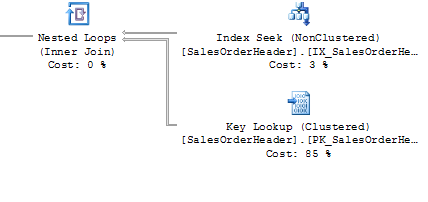 Nested Loops
(Inner Join)
Cost: 0 %
Index Seek (NonClustered)
[SalesOrderHeader].[IX_SalesOrderHe…
Cost: 3 %
Key Lookup (Clustered)
[SalesOrderHeader].[PK_SalesOrderHe…
Cost: 85 %